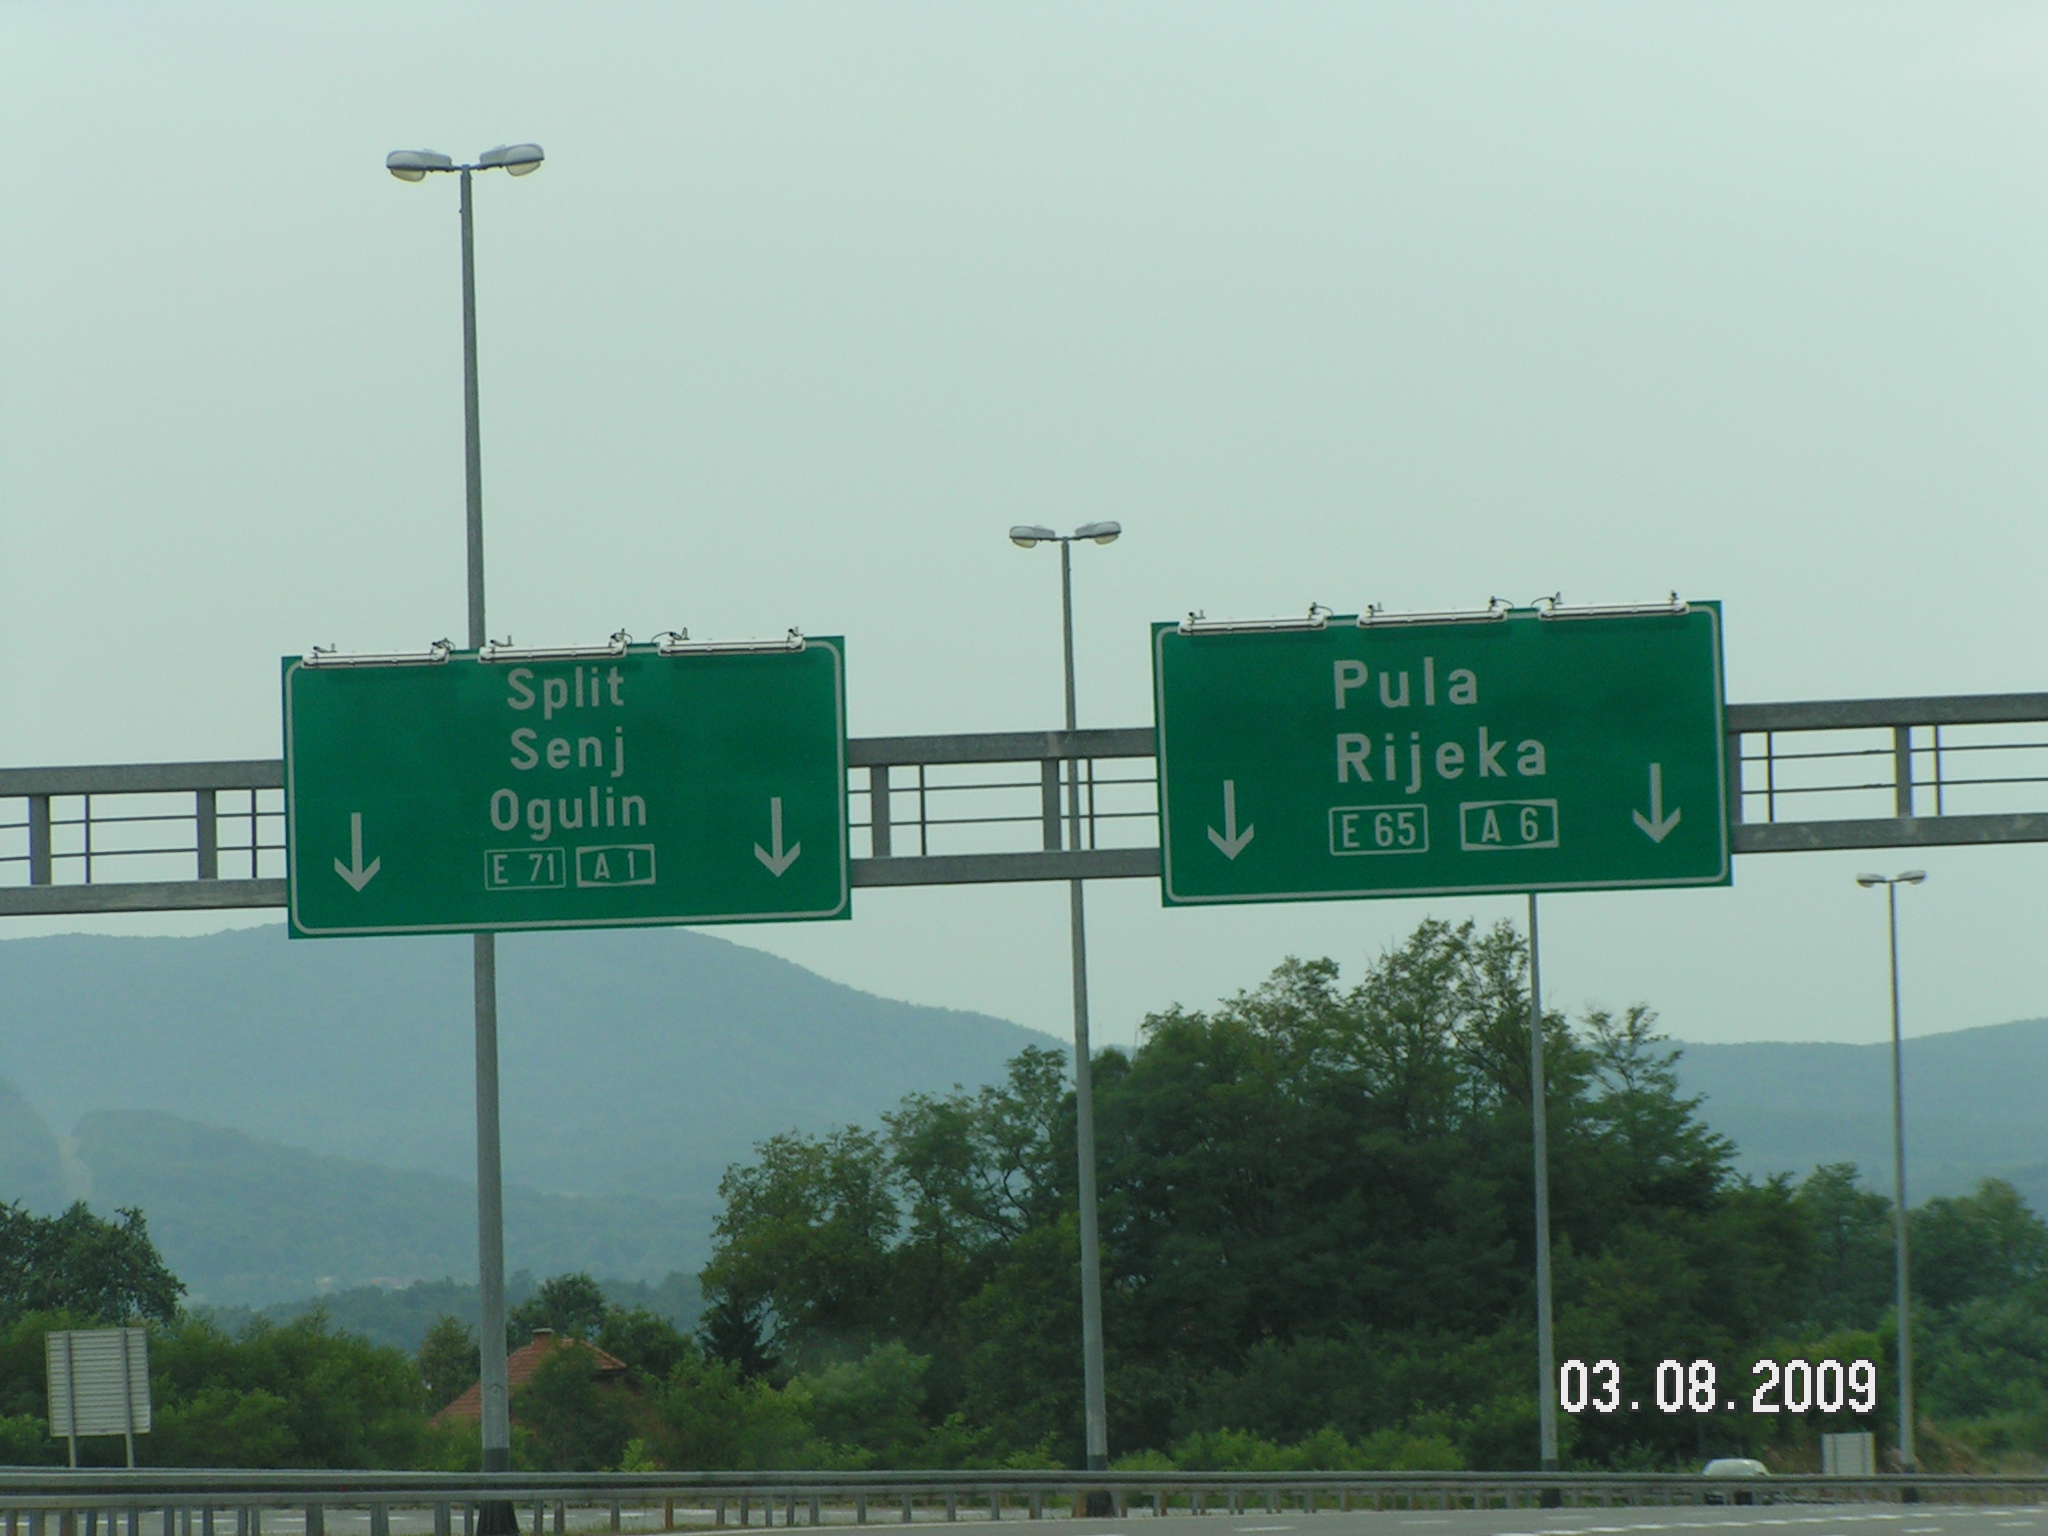 Split
Senj
Ogulin
E 71 A 1
Pula
Rijeka
E 65 A 6
03.08.2009